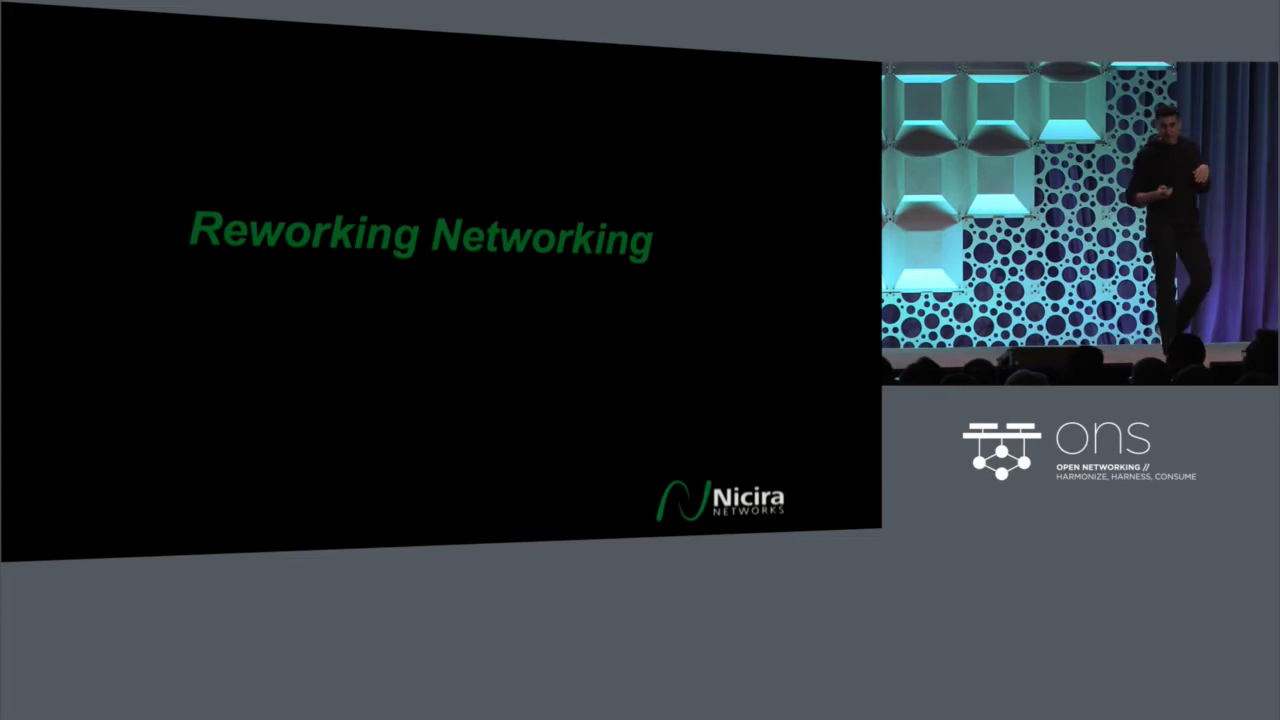 Reworking Networking
Nicira
NETWORKS
ons
OPEN NETWORKING //
HARMONIZE, HARNESS, CONSUME